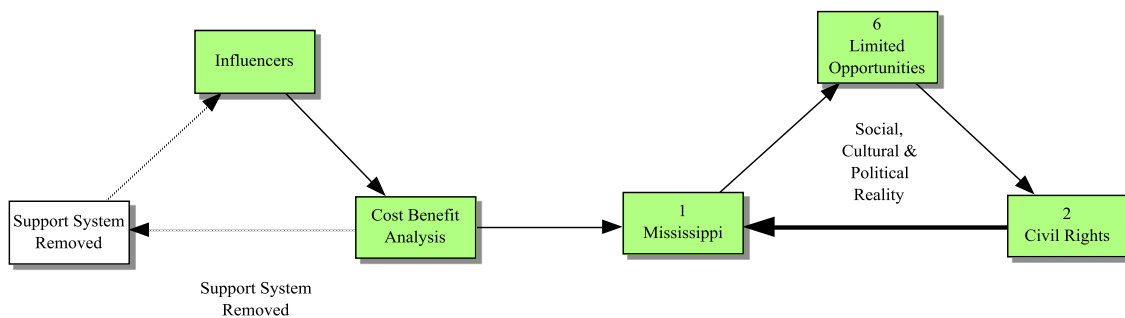 Influencers
6
Limited
Opportunities
Social,
Cultural &
Political
Reality
Support System
Removed
Cost Benefit
Analysis
1
Mississippi
2
Civil Rights
Support System
Removed